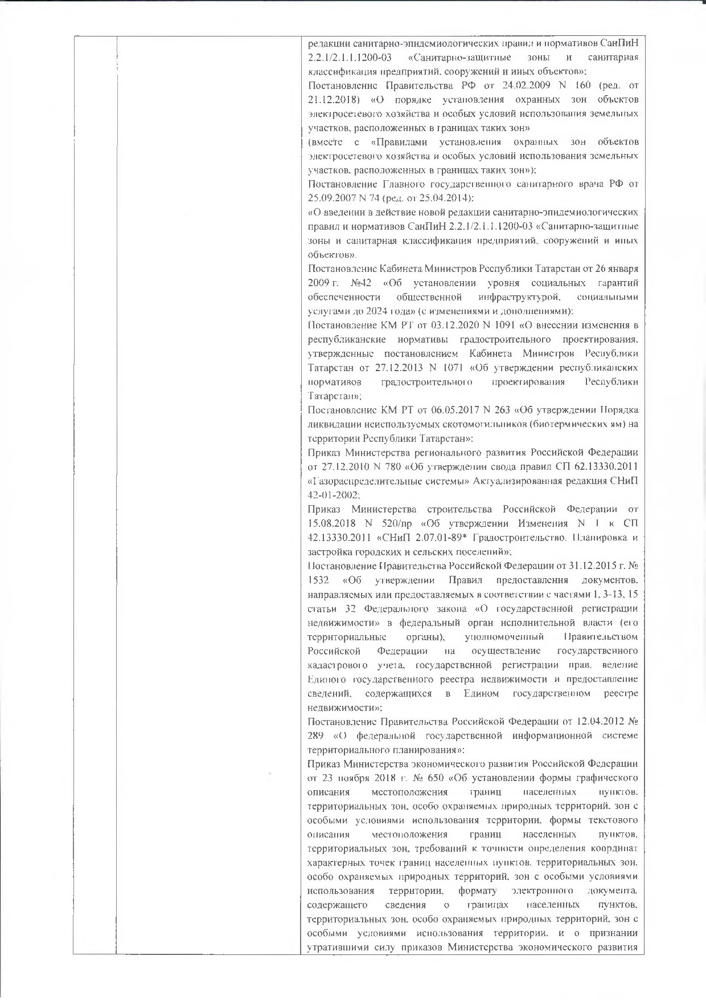 редакции санитарно-эпидемиологических правил и нормативов СанПиН
2.2.1/2.1.1.1200-03 «Санитарно-защитные зоны и санитарная
классификация предприятий, сооружений и иных объектов»;
Постановление Правительства РФ от 24.02.2009 N 160 (ред. от
21.12.2018) «О порядке установления охранных зон объектов
электросетевого хозяйства и особых условий использования земельных
участков, расположенных в границах таких зон»
(вместе с «Правилами установления охранных зон объектов
электросетевого хозяйства и особых условий использования земельных
участков, расположенных в границах таких зон»);
Постановление Главного государственного санитарного врача РФ от
25.09.2007 N 74 (ред. от 25.04.2014);
«О введении в действие новой редакции санитарно-эпидемиологических
правил и нормативов СанПиН 2.2.1/2.1.1.1200-03 «Санитарно-защитные
зоны и санитарная классификация предприятий, сооружений и иных
объектов».
Постановление Кабинета Министров Республики Татарстан от 26 января
2009 г. №42 «Об установлении уровня социальных гарантий
обеспеченности общественной инфраструктурой, социальными
услугами до 2024 года» (с изменениями и дополнениями);
Постановление КМ РТ от 03.12.2020 N 1091 «О внесении изменения в
республиканские нормативы градостроительного проектирования,
утвержденные постановлением Кабинета Министров Республики
Татарстан от 27.12.2013 N 1071 «Об утверждении республиканских
нормативов градостроительного проектирования Республики
Татарстан»;
Постановление КМ РТ от 06.05.2017 N 263 «Об утверждении Порядка
ликвидации неиспользуемых скотомогильников (биотермических ям) на
территории Республики Татарстан»;
Приказ Министерства регионального развития Российской Федерации
от 27.12.2010 N 780 «Об утверждении свода правил СП 62.13330.2011
«Газораспределительные системы» Актуализированная редакция СНиП
42-01-2002;
Приказ Министерства строительства Российской Федерации от
15.08.2018 N 520/пр «Об утверждении Изменения N 1 к СП
42.13330.2011 «СНиП 2.07.01-89* Градостроительство. Планировка и
застройка городских и сельских поселений»;
Постановление Правительства Российской Федерации от 31.12.2015 г. №
1532 «Об утверждении Правил предоставления документов,
направляемых или предоставляемых в соответствии с частями 1, 3-13, 15
статьи 32 Федерального закона «О государственной регистрации
недвижимости» в федеральный орган исполнительной власти (его
территориальные органы), уполномоченный Правительством
Российской Федерации на осуществление государственного
кадастрового учета, государственной регистрации прав, ведение
Единого государственного реестра недвижимости и предоставление
сведений, содержащихся в Едином государственном реестре
недвижимости»;
Постановление Правительства Российской Федерации от 12.04.2012 №
289 «О федеральной государственной информационной системе
территориального планирования»;
Приказ Министерства экономического развития Российской Федерации
от 23 ноября 2018 г. № 650 «Об установлении формы графического
описания местоположения границ населенных пунктов,
территориальных зон, особо охраняемых природных территорий, зон с
особыми условиями использования территории, формы текстового
описания местоположения границ населенных пунктов,
территориальных зон, требований к точности определения координат
характерных точек границ населенных пунктов, территориальных зон,
особо охраняемых природных территорий, зон с особыми условиями
использования территории, формату электронного документа,
содержащего сведения о границах населенных пунктов,
территориальных зон, особо охраняемых природных территорий, зон с
особыми условиями использования территории, и о признании
утратившими силу приказов Министерства экономического развития